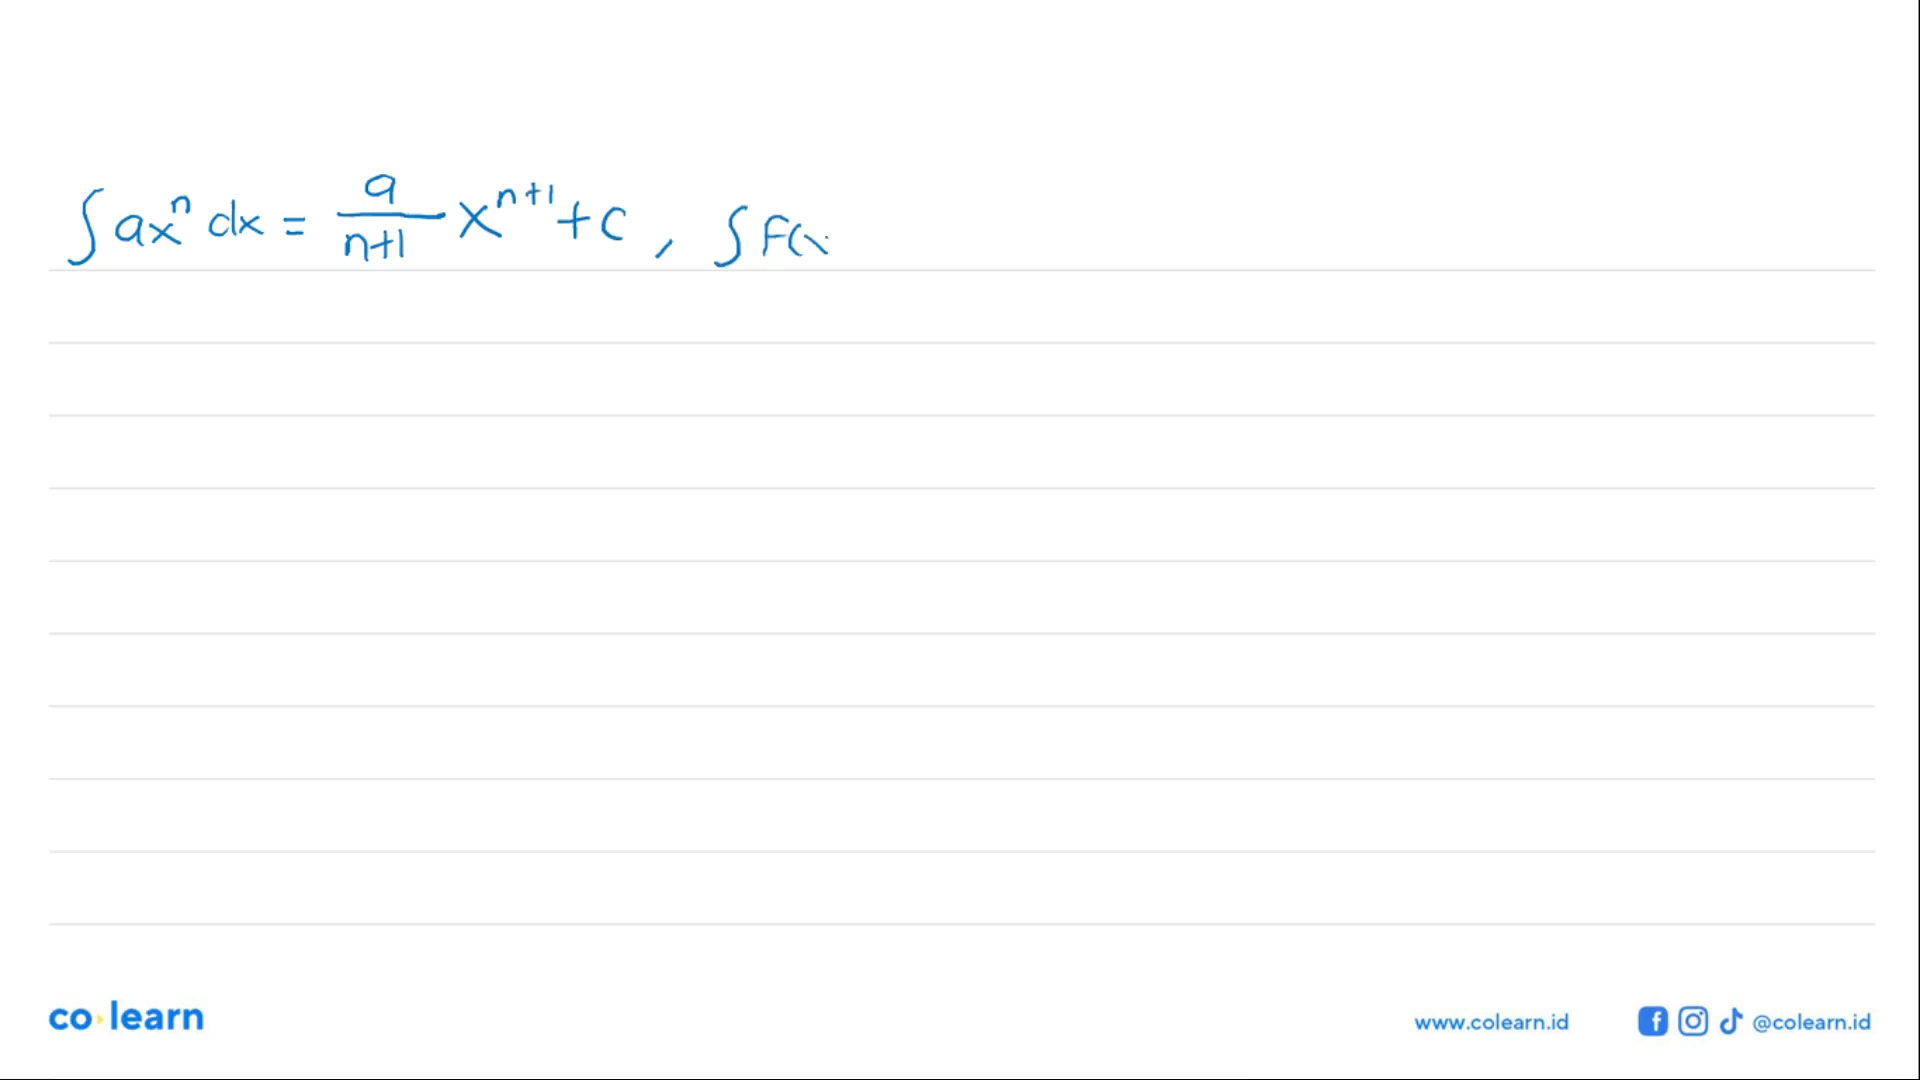 ∫ax^n dx = a/(n+1) x^(n+1) + c , ∫F(x
co learn
www.colearn.id @colearn.id